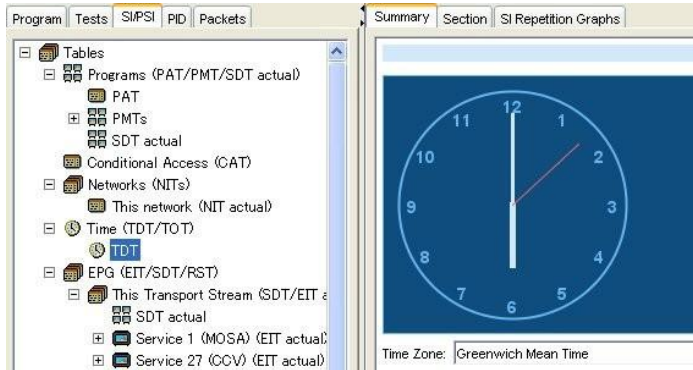 Program Tests SI/PSI PID Packets
Tables
Programs (PAT/PMT/SDT actual)
PAT
PMTs
SDT actual
Conditional Access (CAT)
Networks (NITs)
This network (NIT actual)
Time (TDT/TOT)
TDT
EPG (EIT/SDT/RST)
This Transport Stream (SDT/EIT a
SDT actual
Service 1 (MOSA) (EIT actual)
Service 27 (CCV) (EIT actual)
Summary Section SI Repetition Graphs
12
1
2
3
4
5
6
7
8
9
10
11
Time Zone: Greenwich Mean Time